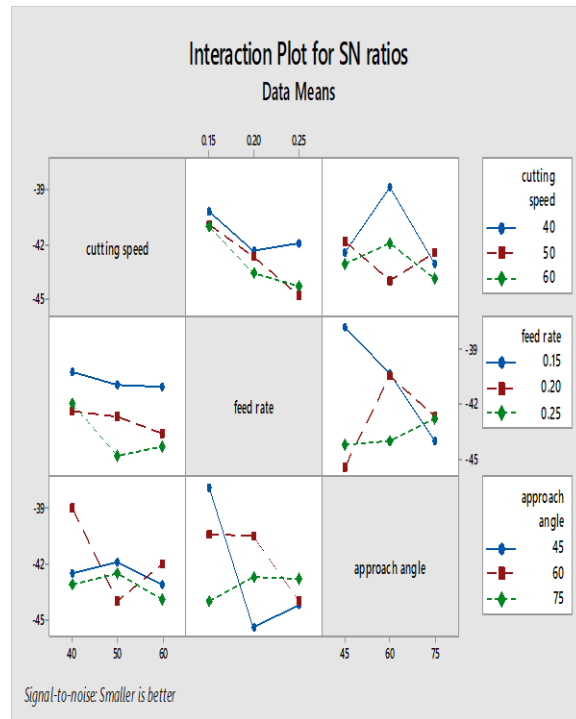 Interaction Plot for SN ratios
Data Means
0.15 0.20 0.25
-39
-42
-45
cutting speed
cutting
speed
40
50
60
feed rate
-39
-42
-45
feed rate
0.15
0.20
0.25
-39
-42
-45
approach angle
approach
angle
45
60
75
40 50 60
45 60 75
Signal-to-noise: Smaller is better